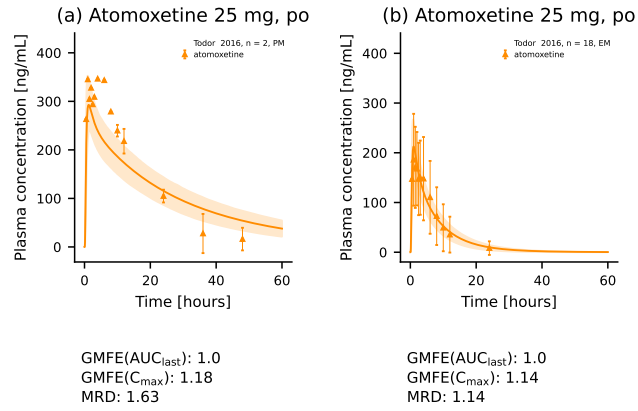 (a) Atomoxetine 25 mg, po
Todor 2016, n = 2, PM
atomoxetine
Plasma concentration [ng/mL]
400
300
200
100
0
0 20 40 60
Time [hours]
GMFE(AUClast): 1.0
GMFE(Cmax): 1.18
MRD: 1.63
(b) Atomoxetine 25 mg, po
Todor 2016, n = 18, EM
atomoxetine
Plasma concentration [ng/mL]
400
300
200
100
0
0 20 40 60
Time [hours]
GMFE(AUClast): 1.0
GMFE(Cmax): 1.14
MRD: 1.14